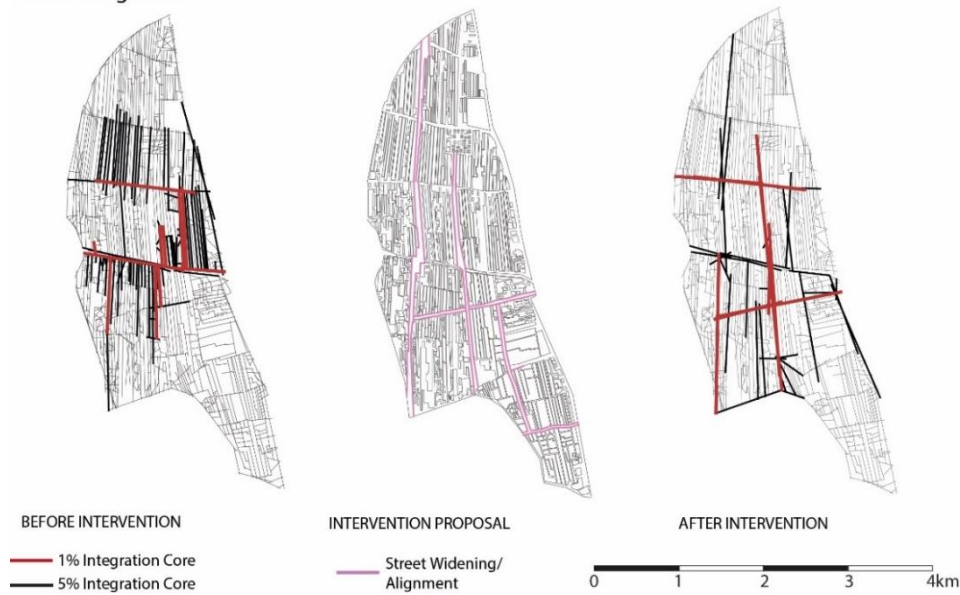 BEFORE INTERVENTION
INTERVENTION PROPOSAL
AFTER INTERVENTION
1% Integration Core
5% Integration Core
Street Widening/
Alignment
0 1 2 3 4km